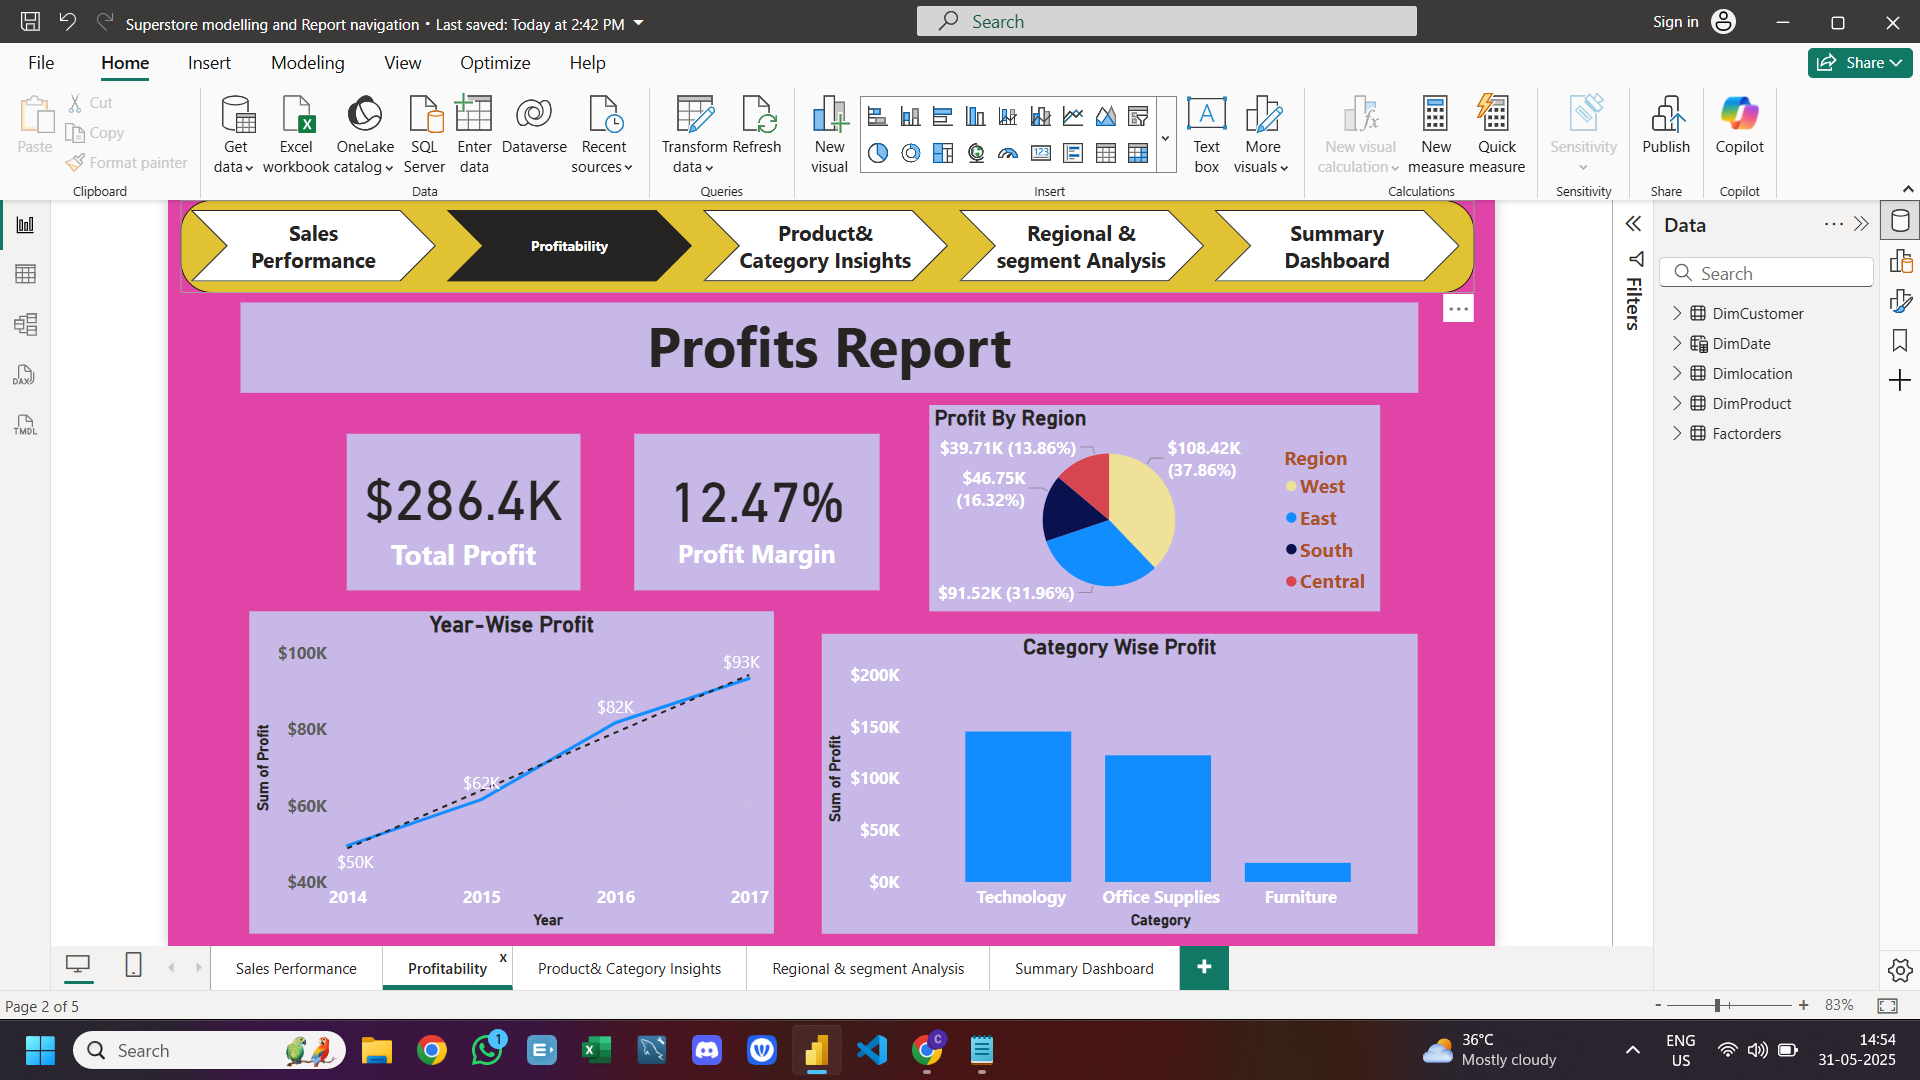 Superstore modelling and Report navigation • Last saved: Today at 2:42 PM
Search
Sign in
File Home Insert Modeling View Optimize Help
Share
Paste
Cut
Copy
Format painter
Clipboard
Get data
Excel workbook
OneLake catalog
SQL Server
Enter data
Dataverse
Recent sources
Data
Transform data
Refresh
Queries
New visual
123
A
Text box
More visuals
Insert
New visual calculation
New measure
Quick measure
Calculations
Sensitivity
Sensitivity
Publish
Share
Copilot
Copilot
DAX
TMDL
Sales
Performance
Profitability
Product&
Category Insights
Regional &
segment Analysis
Summary
Dashboard
Profits Report
$286.4K
Total Profit
12.47%
Profit Margin
Profit By Region
$39.71K (13.86%)
$46.75K
(16.32%)
$91.52K (31.96%)
$108.42K
(37.86%)
Region
West
East
South
Central
Year-Wise Profit
Sum of Profit
$100K
$80K
$60K
$40K
$50K
$62K
$82K
$93K
2014 2015 2016 2017
Year
Category Wise Profit
Sum of Profit
$200K
$150K
$100K
$50K
$0K
Technology Office Supplies Furniture
Category
Filters
Data
Search
DimCustomer
DimDate
Dimlocation
DimProduct
Factorders
Sales Performance
Profitability
x
Product& Category Insights
Regional & segment Analysis
Summary Dashboard
+
Page 2 of 5
- + 83%
Search
1
C
36°C
Mostly cloudy
ENG
US
14:54
31-05-2025